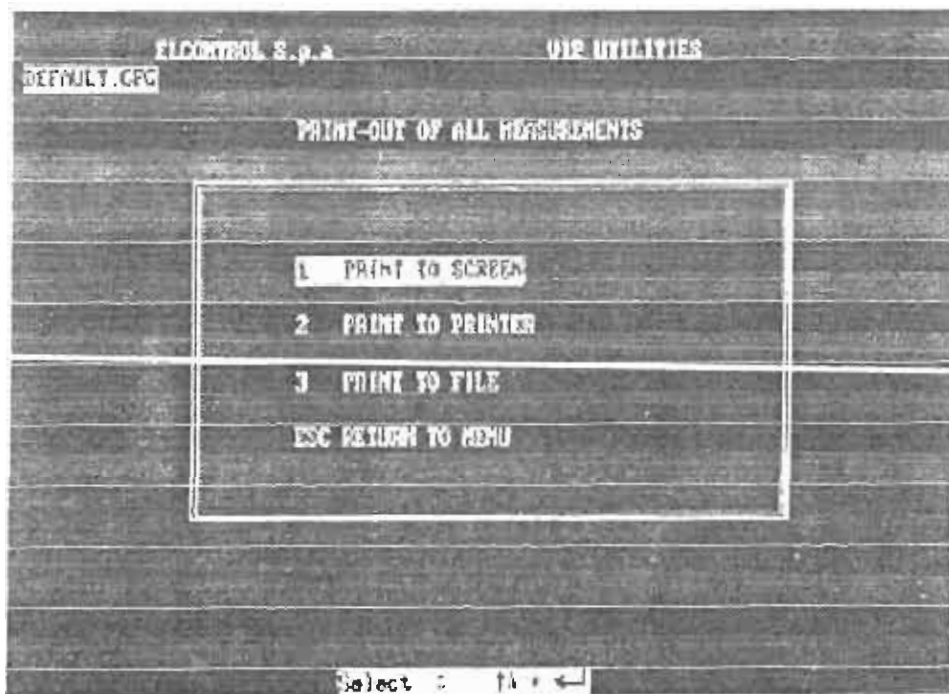 ELCONTROL S.p.a VIP UTILITIES
DEFAULT.CFG
PRINT-OUT OF ALL MEASUREMENTS
1 PRINT TO SCREEN
2 PRINT TO PRINTER
3 PRINT TO FILE
ESC RETURN TO MENU
Select :